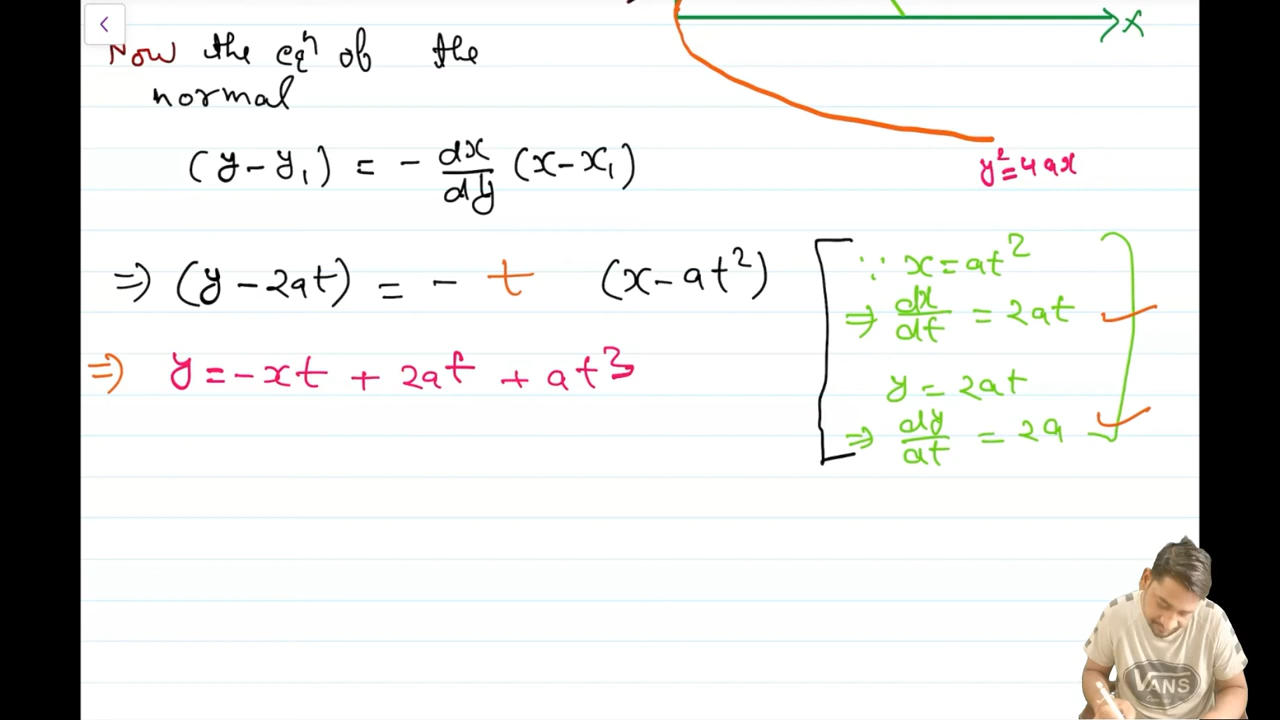 X
Now the eqⁿ of the
normal
(y - y₁) = - dx/dy (x - x₁)
y² = 4ax
⇒ (y - 2at) = - t (x - at²)
∵ x = at²
⇒ dx/dt = 2at
⇒ y = -xt + 2at + at³
y = 2at
⇒ dy/at = 2a
VANS